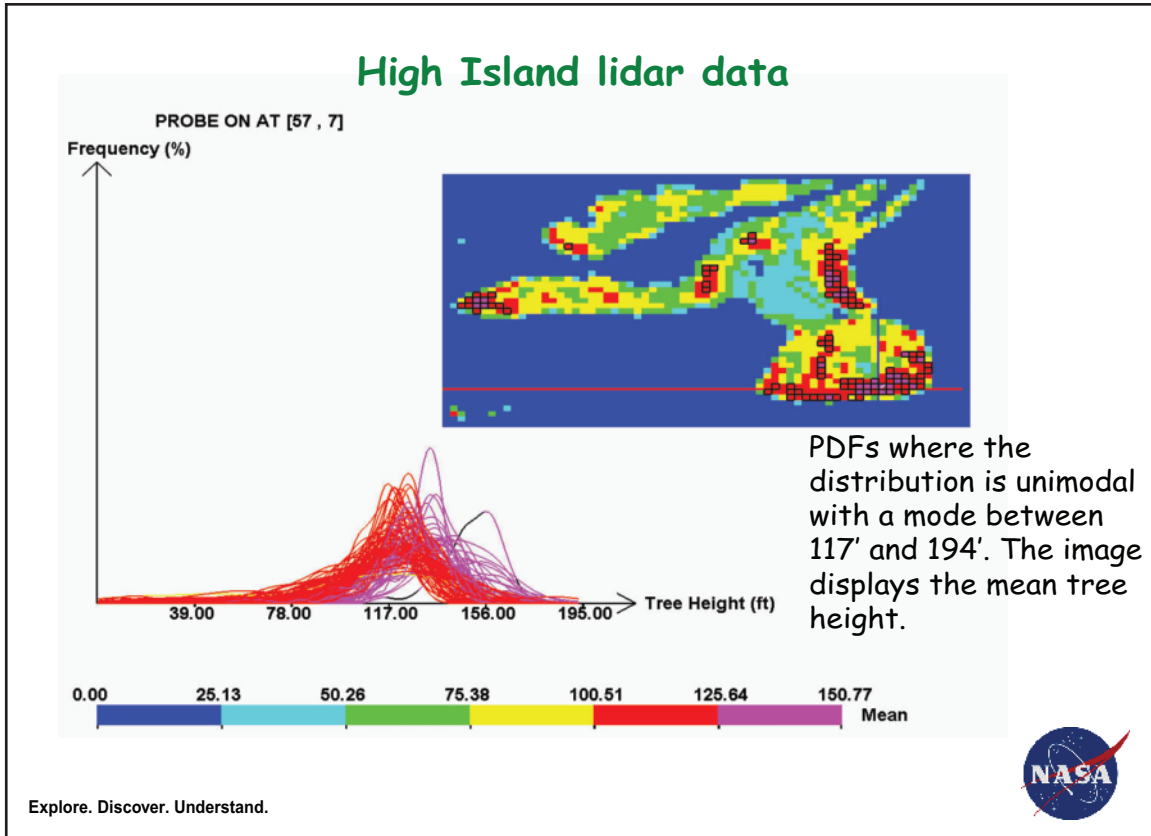 High Island lidar data
PROBE ON AT [57 , 7]
Frequency (%)
39.00 78.00 117.00 156.00 195.00
Tree Height (ft)
PDFs where the
distribution is unimodal
with a mode between
117’ and 194’. The image
displays the mean tree
height.
0.00 25.13 50.26 75.38 100.51 125.64 150.77
Mean
NASA
Explore. Discover. Understand.